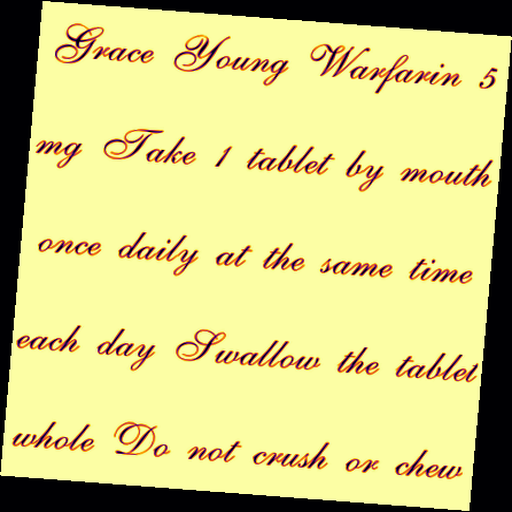 Grace Young Warfarin 5
mg Take 1 tablet by mouth
once daily at the same time
each day Swallow the tablet
whole Do not crush or chew